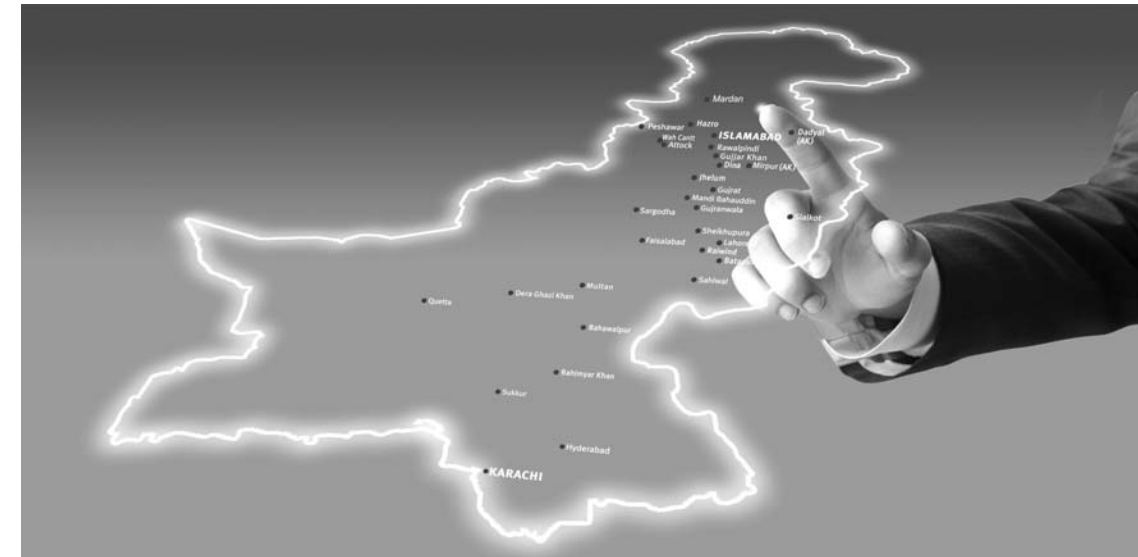 Mardan
Peshawar
Hazro
ISLAMABAD
Dadyal
(AK)
Wah Cantt
Attock
Rawalpindi
Gujjar Khan
Dina
Mirpur (AK)
Jhelum
Gujrat
Mandi Bahauddin
Sargodha
Gujranwala
Sialkot
Sheikhupura
Faisalabad
Lahore
Raiwind
Sahiwal
Multan
Dera Ghazi Khan
Quetta
Bahawalpur
Rahimyar Khan
Sukkur
Hyderabad
KARACHI